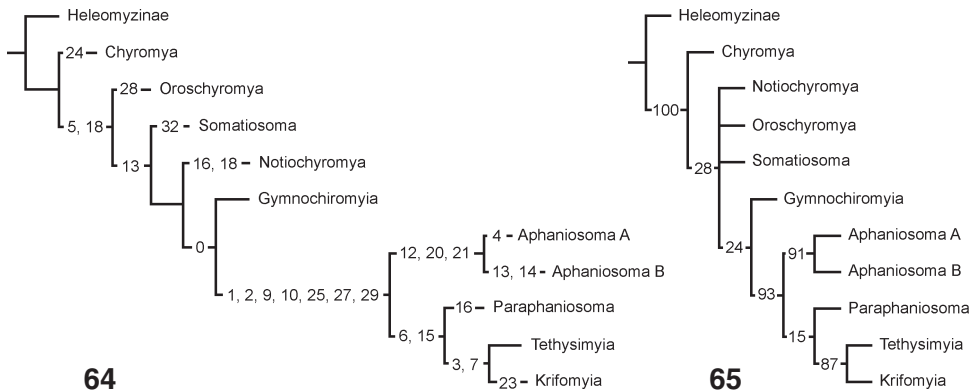 Heleomyzinae
24 Chyromya
28 Oroschyromya
5, 18
32 Somatiosoma
13
16, 18 Notiochyromya
Gymnochiromyia
0
4 Aphaniosoma A
12, 20, 21
13, 14 Aphaniosoma B
1, 2, 9, 10, 25, 27, 29
16 Paraphaniosoma
6, 15
Tethysimyia
3, 7
23 Krifomyia
64
Heleomyzinae
Chyromya
Notiochyromya
100
Oroschyromya
Somatiosoma
28
Gymnochiromyia
Aphaniosoma A
24
91
Aphaniosoma B
93
Paraphaniosoma
15
Tethysimyia
87
Krifomyia
65